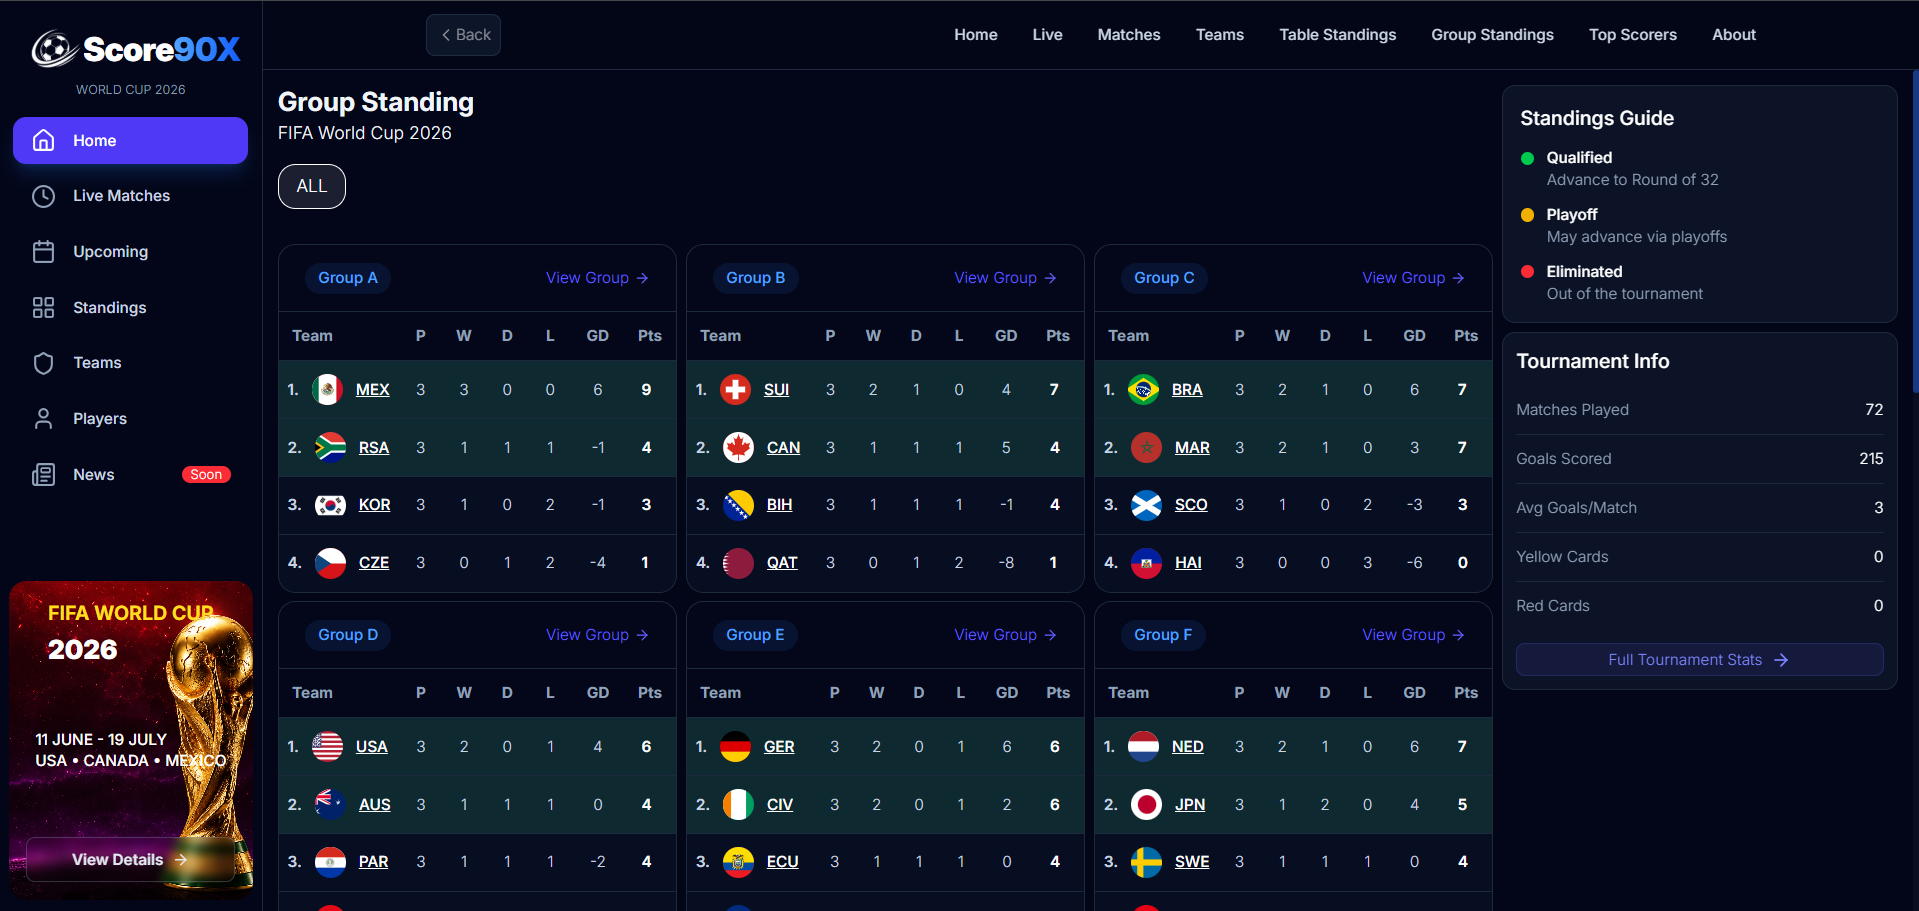 Score90X
WORLD CUP 2026
Home
Live Matches
Upcoming
Standings
Teams
Players
News Soon
FIFA WORLD CUP
2026
11 JUNE - 19 JULY
USA • CANADA • MEXICO
View Details →
< Back
Home Live Matches Teams Table Standings Group Standings Top Scorers About
Group Standing
FIFA World Cup 2026
ALL
Group A View Group →
Team P W D L GD Pts
1. MEX 3 3 0 0 6 9
2. RSA 3 1 1 1 -1 4
3. KOR 3 1 0 2 -1 3
4. CZE 3 0 1 2 -4 1
Group B View Group →
Team P W D L GD Pts
1. SUI 3 2 1 0 4 7
2. CAN 3 1 1 1 5 4
3. BIH 3 1 1 1 -1 4
4. QAT 3 0 1 2 -8 1
Group C View Group →
Team P W D L GD Pts
1. BRA 3 2 1 0 6 7
2. MAR 3 2 1 0 3 7
3. SCO 3 1 0 2 -3 3
4. HAI 3 0 0 3 -6 0
Group D View Group →
Team P W D L GD Pts
1. USA 3 2 0 1 4 6
2. AUS 3 1 1 1 0 4
3. PAR 3 1 1 1 -2 4
Group E View Group →
Team P W D L GD Pts
1. GER 3 2 0 1 6 6
2. CIV 3 2 0 1 2 6
3. ECU 3 1 1 1 0 4
Group F View Group →
Team P W D L GD Pts
1. NED 3 2 1 0 6 7
2. JPN 3 1 2 0 4 5
3. SWE 3 1 1 1 0 4
Standings Guide
Qualified
Advance to Round of 32
Playoff
May advance via playoffs
Eliminated
Out of the tournament
Tournament Info
Matches Played 72
Goals Scored 215
Avg Goals/Match 3
Yellow Cards 0
Red Cards 0
Full Tournament Stats →